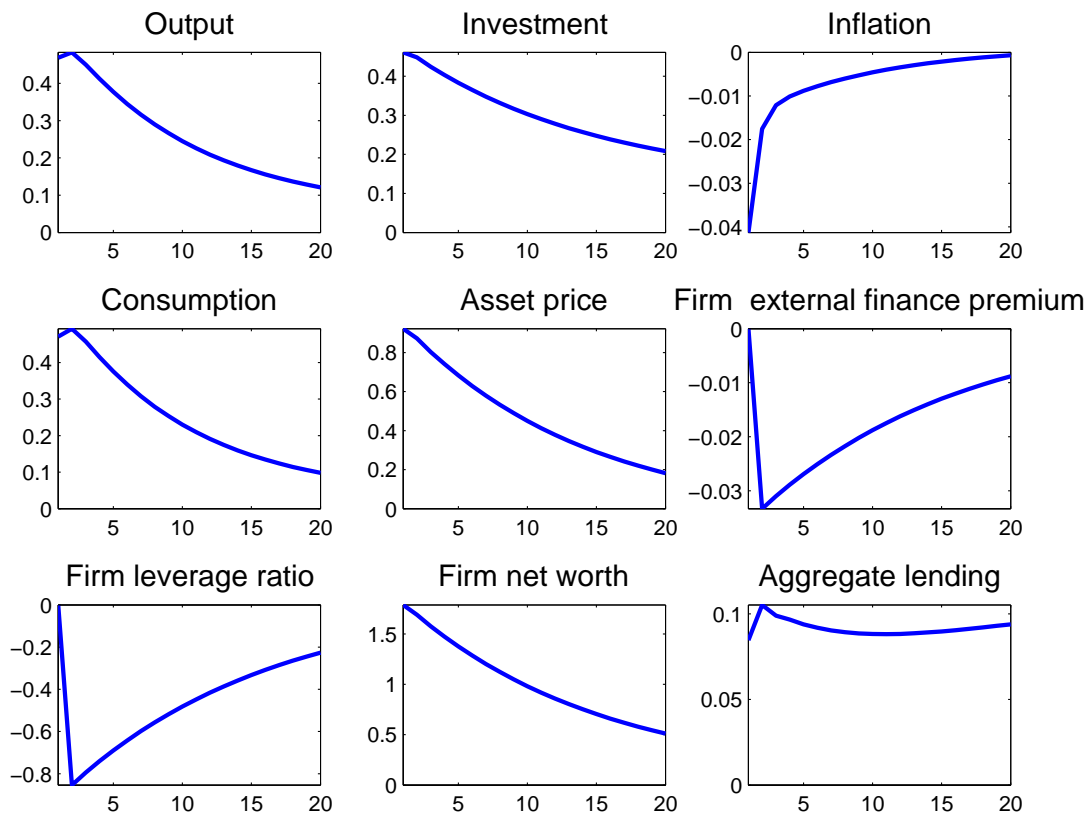 Output
0.4
0.3
0.2
0.1
0
5 10 15 20
Investment
0.4
0.3
0.2
0.1
0
5 10 15 20
Inflation
0
−0.01
−0.02
−0.03
−0.04
5 10 15 20
Consumption
0.4
0.3
0.2
0.1
0
5 10 15 20
Asset price
0.8
0.6
0.4
0.2
0
5 10 15 20
Firm external finance premium
0
−0.01
−0.02
−0.03
5 10 15 20
Firm leverage ratio
0
−0.2
−0.4
−0.6
−0.8
5 10 15 20
Firm net worth
1.5
1
0.5
0
5 10 15 20
Aggregate lending
0.1
0.05
0
5 10 15 20